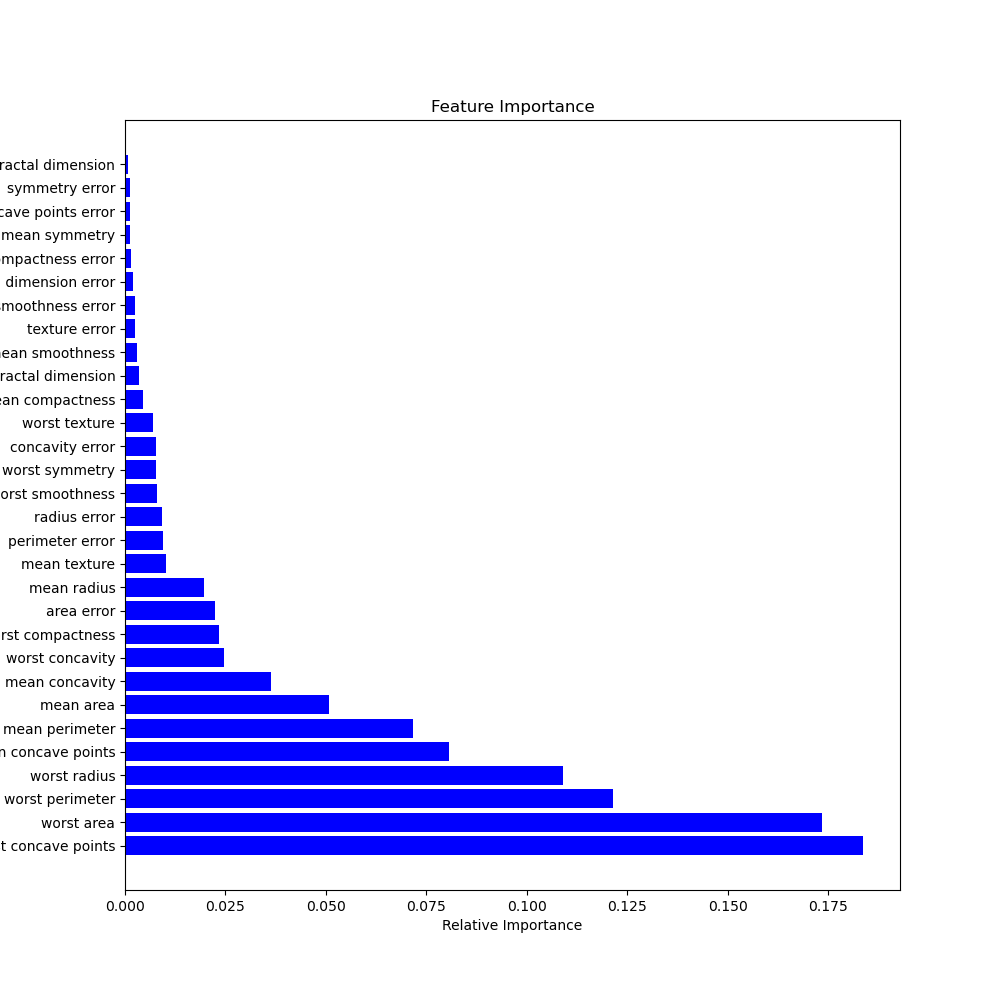 Feature Importance
ractal dimension
symmetry error
cave points error
mean symmetry
mpactness error
dimension error
smoothness error
texture error
ean smoothness
ractal dimension
an compactness
worst texture
concavity error
worst symmetry
orst smoothness
radius error
perimeter error
mean texture
mean radius
area error
rst compactness
worst concavity
mean concavity
mean area
mean perimeter
n concave points
worst radius
worst perimeter
worst area
t concave points
0.000 0.025 0.050 0.075 0.100 0.125 0.150 0.175
Relative Importance